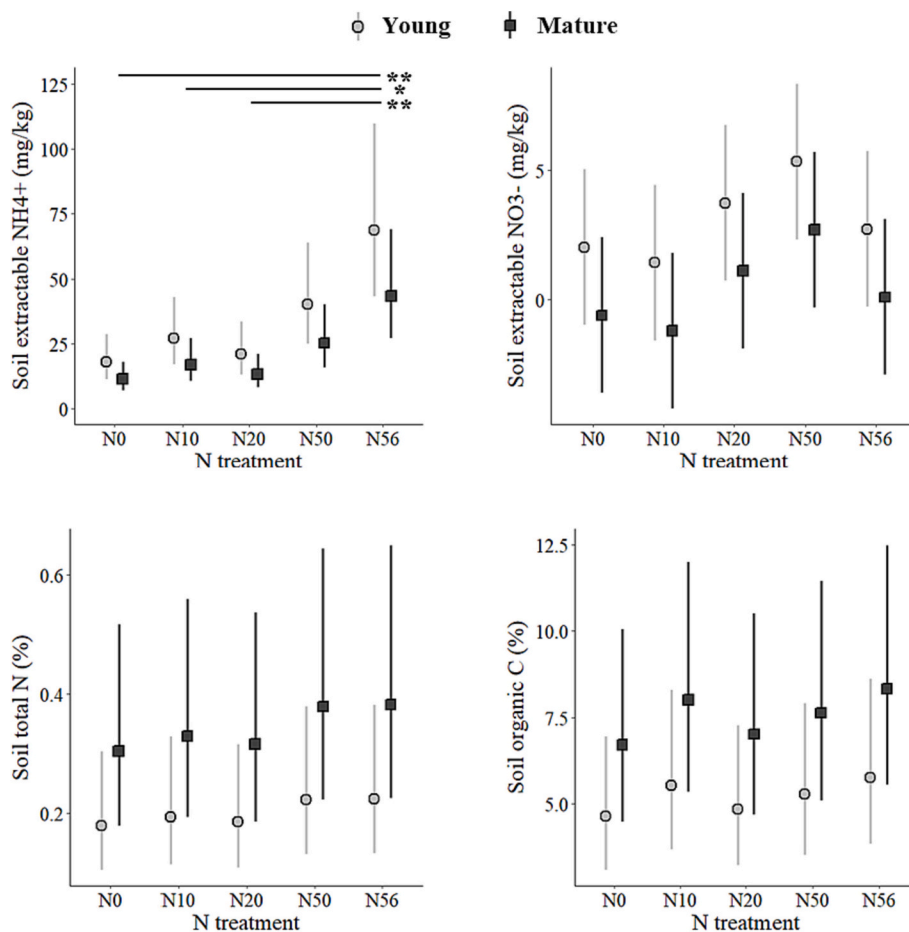 Young Mature
**
*
**
Soil extractable NH4+ (mg/kg)
125
100
75
50
25
0
N0 N10 N20 N50 N56
N treatment
Soil extractable NO3- (mg/kg)
5
0
N0 N10 N20 N50 N56
N treatment
Soil total N (%)
0.6
0.4
0.2
N0 N10 N20 N50 N56
N treatment
Soil organic C (%)
12.5
10.0
7.5
5.0
N0 N10 N20 N50 N56
N treatment